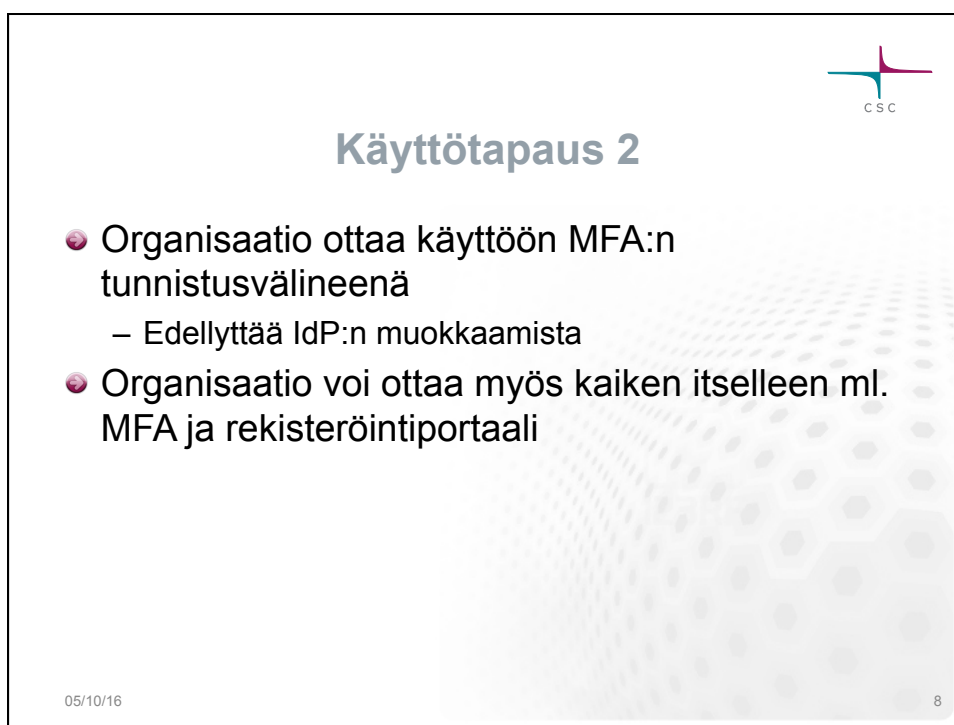 CSC
Käyttötapaus 2
Organisaatio ottaa käyttöön MFA:n
tunnistusvälineenä
– Edellyttää IdP:n muokkaamista
Organisaatio voi ottaa myös kaiken itselleen ml.
MFA ja rekisteröintiportaali
05/10/16
8